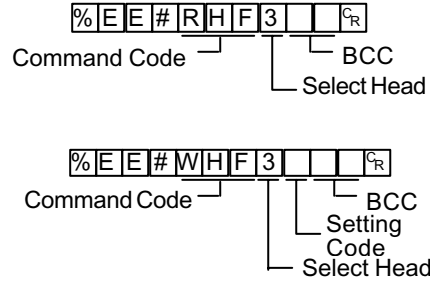 %EE#RHF3 CR
Command Code BCC
Select Head
%EE#WHF3 CR
Command Code BCC
Setting
Code
Select Head